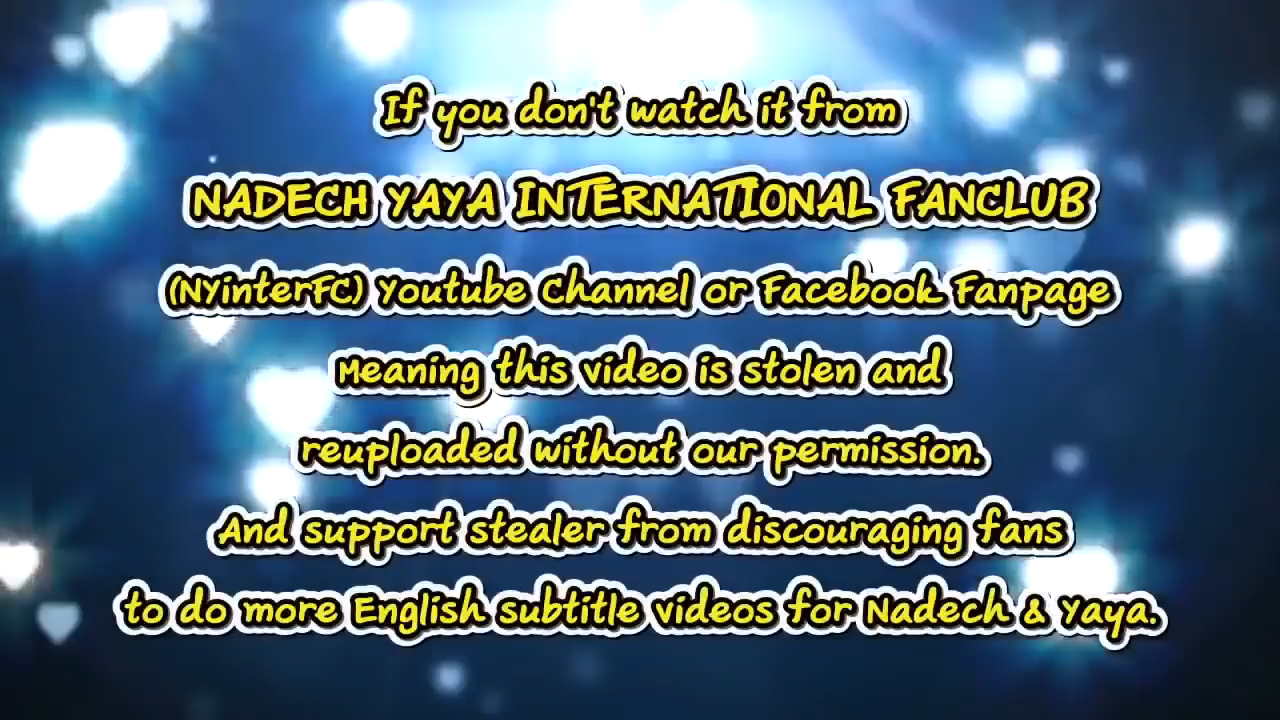 If you don't watch it from
NADECH YAYA INTERNATIONAL FANCLUB
(NYinterFC) Youtube Channel or Facebook Fanpage
Meaning this video is stolen and
reuploaded without our permission.
And support stealer from discouraging fans
to do more English subtitle videos for Nadech & Yaya.